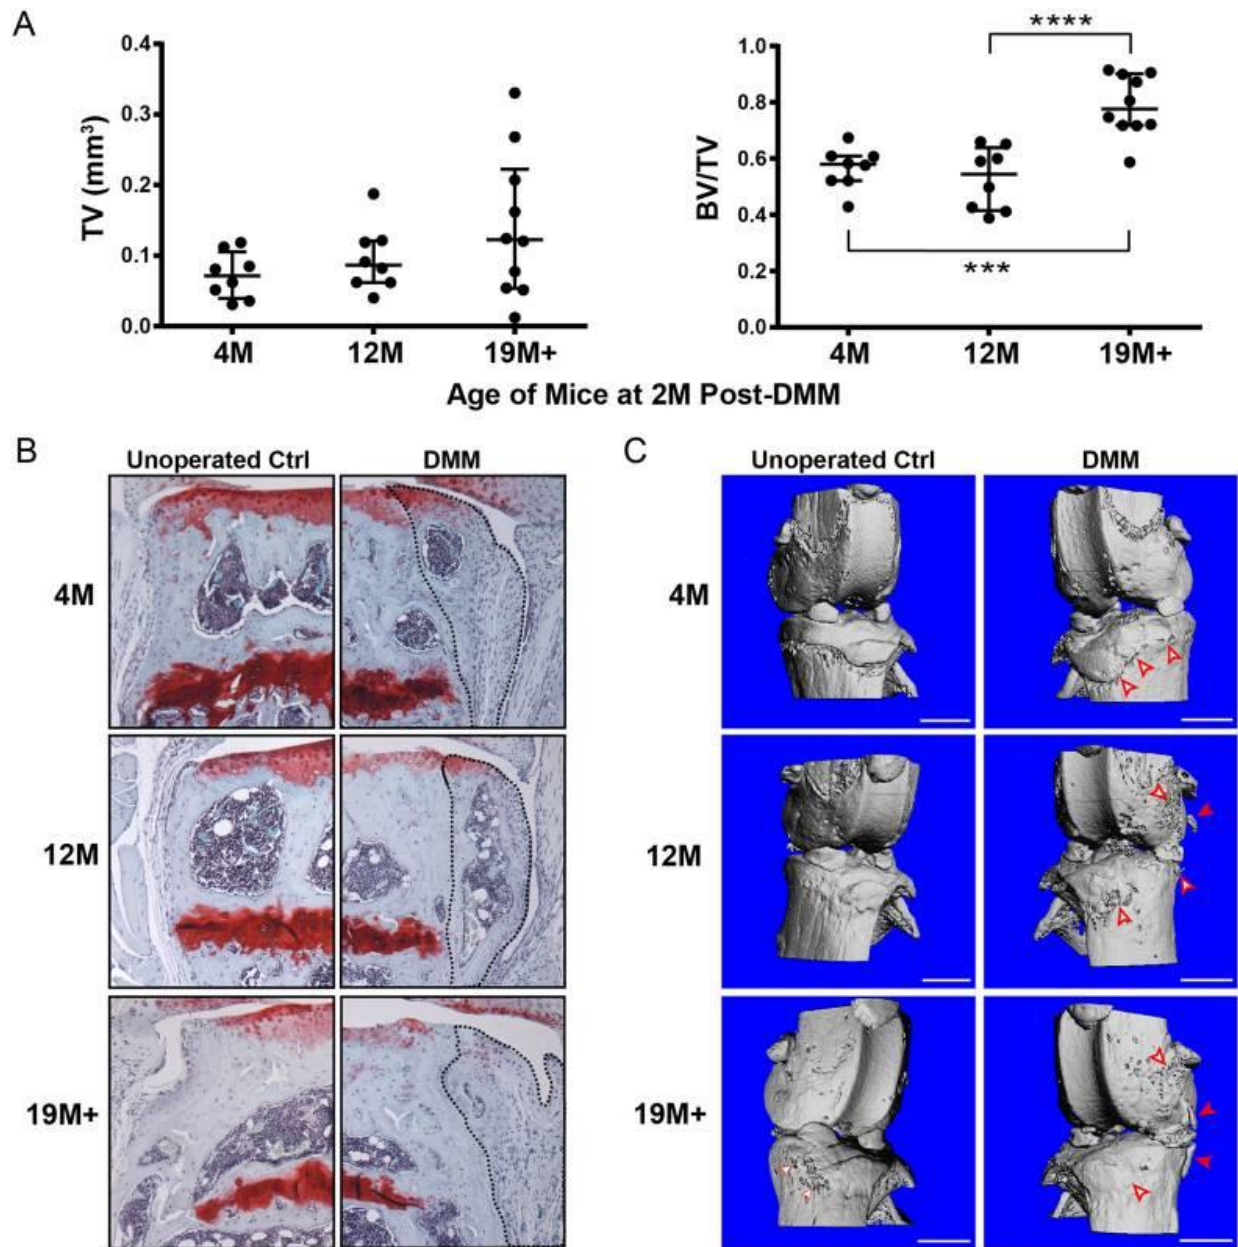 A
TV (mm³)
0.4
0.3
0.2
0.1
0.0
4M 12M 19M+
BV/TV
1.0
0.8
0.6
0.4
0.2
0.0
****
***
4M 12M 19M+
Age of Mice at 2M Post-DMM
B
Unoperated Ctrl DMM
4M
12M
19M+
C
Unoperated Ctrl DMM
4M
12M
19M+